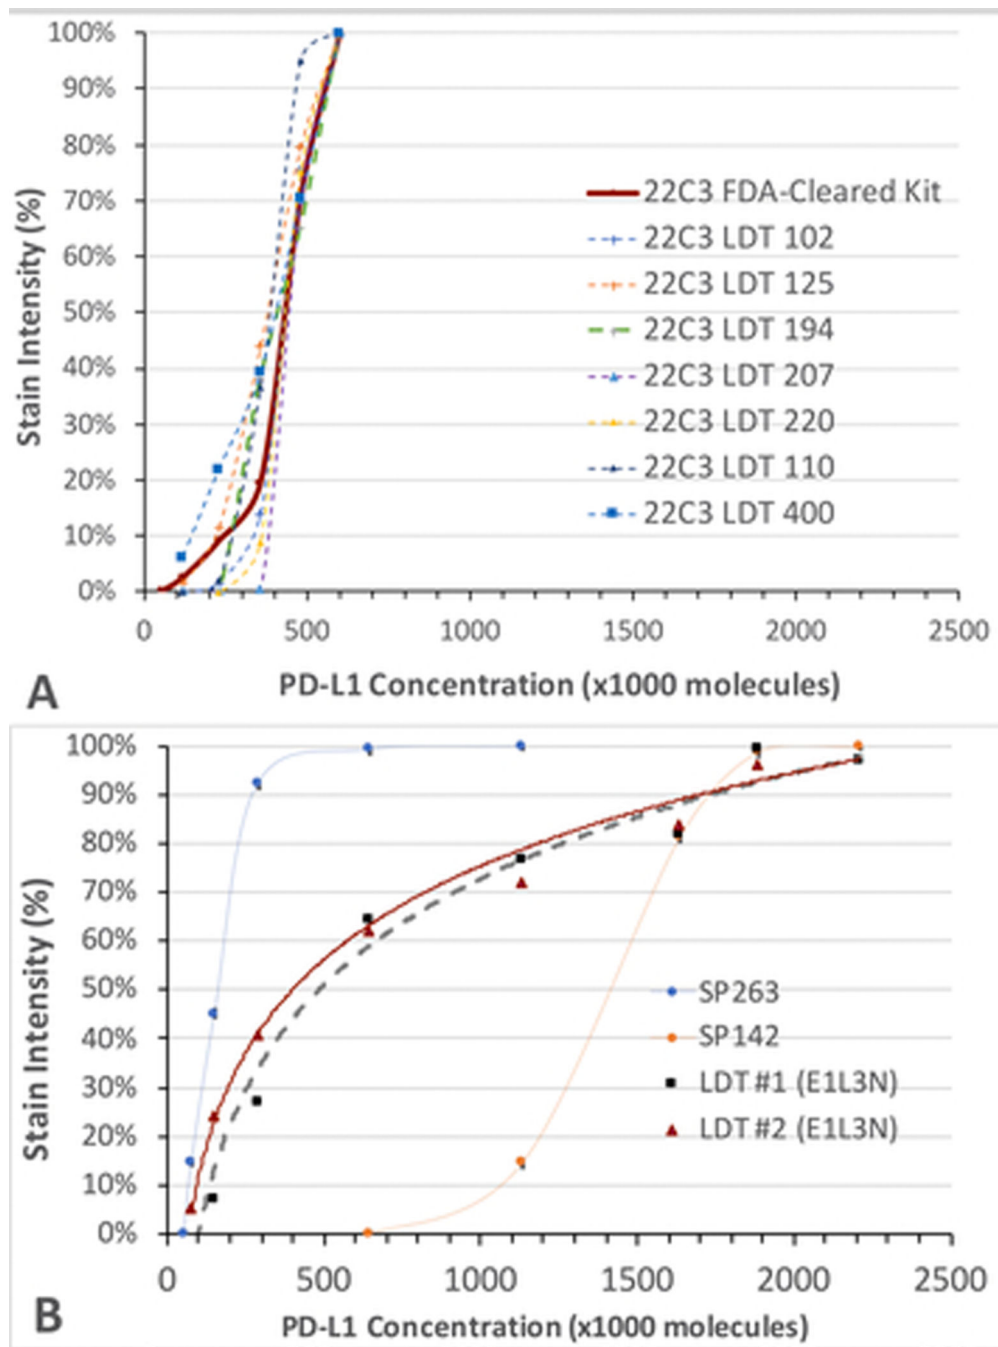 100%
90%
80%
70%
60%
50%
40%
30%
20%
10%
0%
Stain Intensity (%)
22C3 FDA-Cleared Kit
22C3 LDT 102
22C3 LDT 125
22C3 LDT 194
22C3 LDT 207
22C3 LDT 220
22C3 LDT 110
22C3 LDT 400
0 500 1000 1500 2000 2500
PD-L1 Concentration (x1000 molecules)
A
100%
90%
80%
70%
60%
50%
40%
30%
20%
10%
0%
Stain Intensity (%)
SP263
SP142
LDT #1 (E1L3N)
LDT #2 (E1L3N)
0 500 1000 1500 2000 2500
PD-L1 Concentration (x1000 molecules)
B